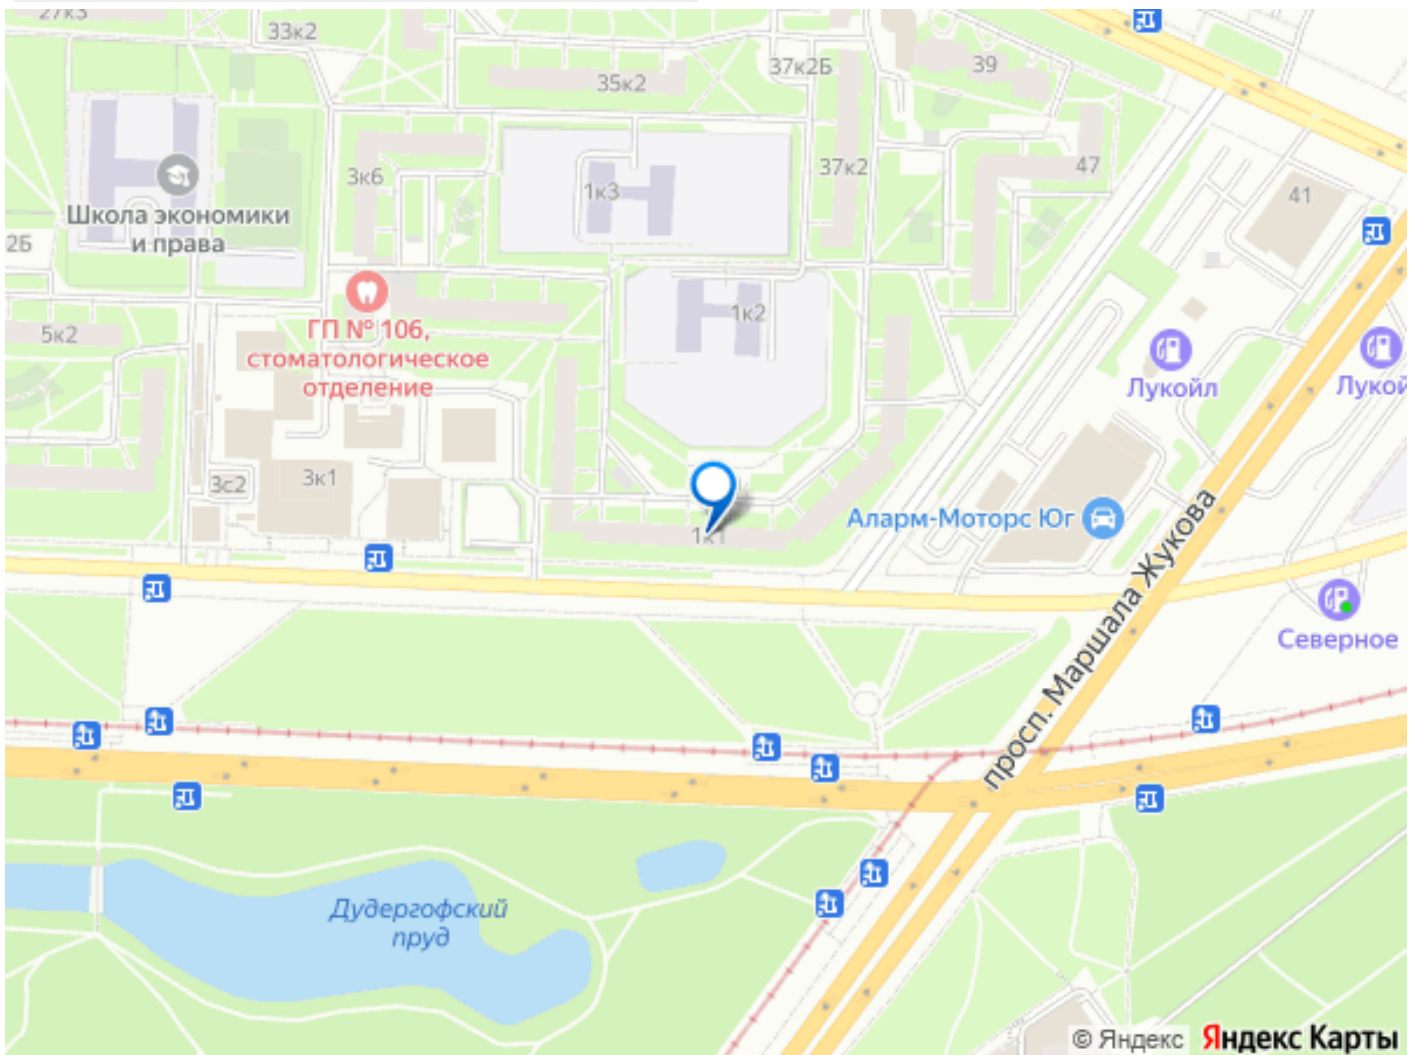 27к3
33к2
35к2
37к2Б
39
3к6
1к3
37к2
47
41
Школа экономики
и права
2Б
ГП № 106,
стоматологическое
отделение
5к2
1к2
Лукойл
Лукой
3с2
3к1
1к1
Аларм-Моторс Юг
просп. Маршала Жукова
Северное
Дудергофский
пруд
© Яндекс Яндекс Карты